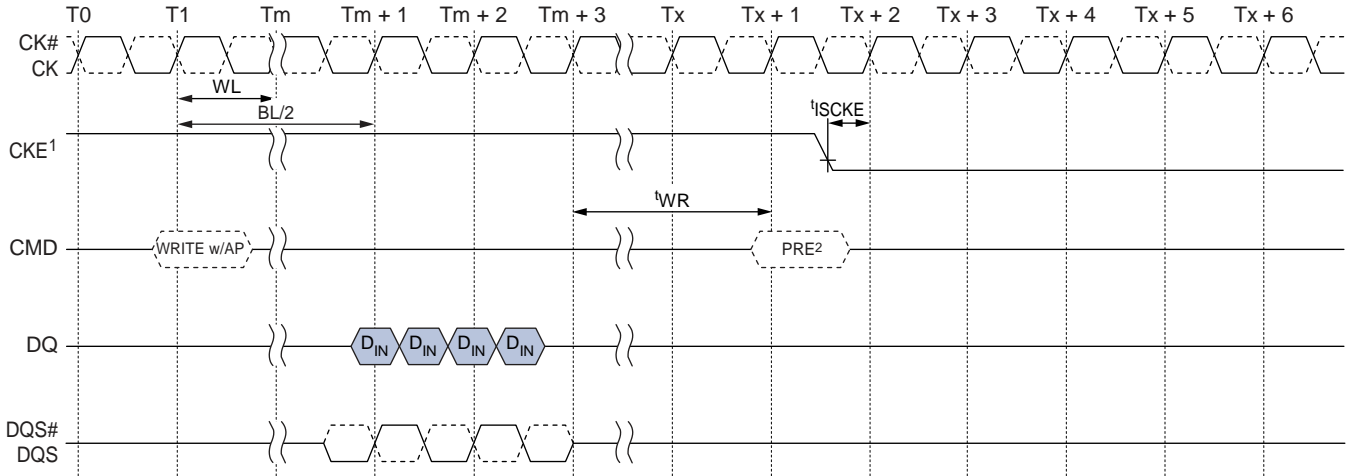 T0 T1 Tm Tm + 1 Tm + 2 Tm + 3 Tx Tx + 1 Tx + 2 Tx + 3 Tx + 4 Tx + 5 Tx + 6
CK#
CK
WL
BL/2
tISCKE
CKE1
tWR
CMD WRITE w/AP PRE2
DQ DIN DIN DIN DIN
DQS#
DQS